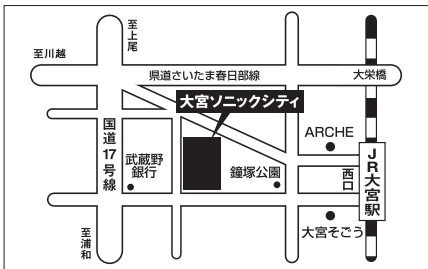 至上尾
至川越
県道さいたま春日部線
大栄橋
大宮ソニックシティ
国道17号線
武蔵野
銀行
鐘塚公園
ARCHE
西口
JR大宮駅
大宮そごう
至浦和